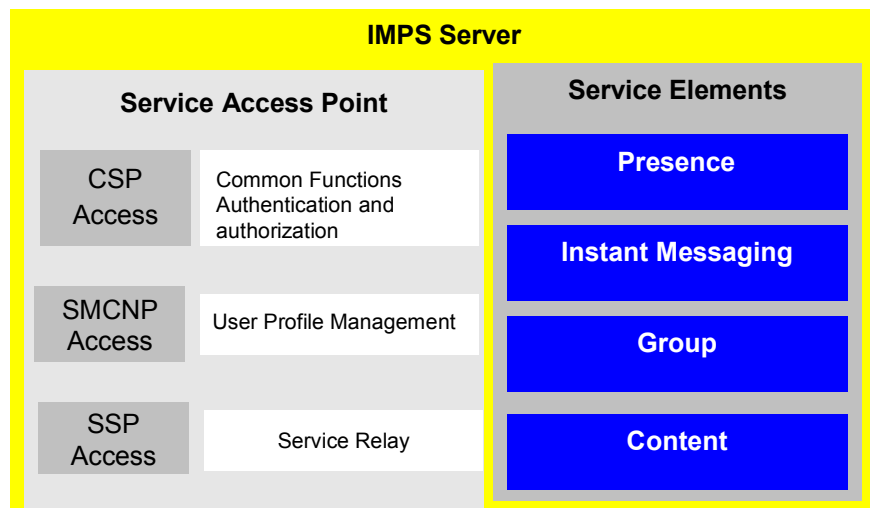 IMPS Server
Service Access Point
CSP
Access
Common Functions
Authentication and
authorization
SMCNP
Access
User Profile Management
SSP
Access
Service Relay
Service Elements
Presence
Instant Messaging
Group
Content